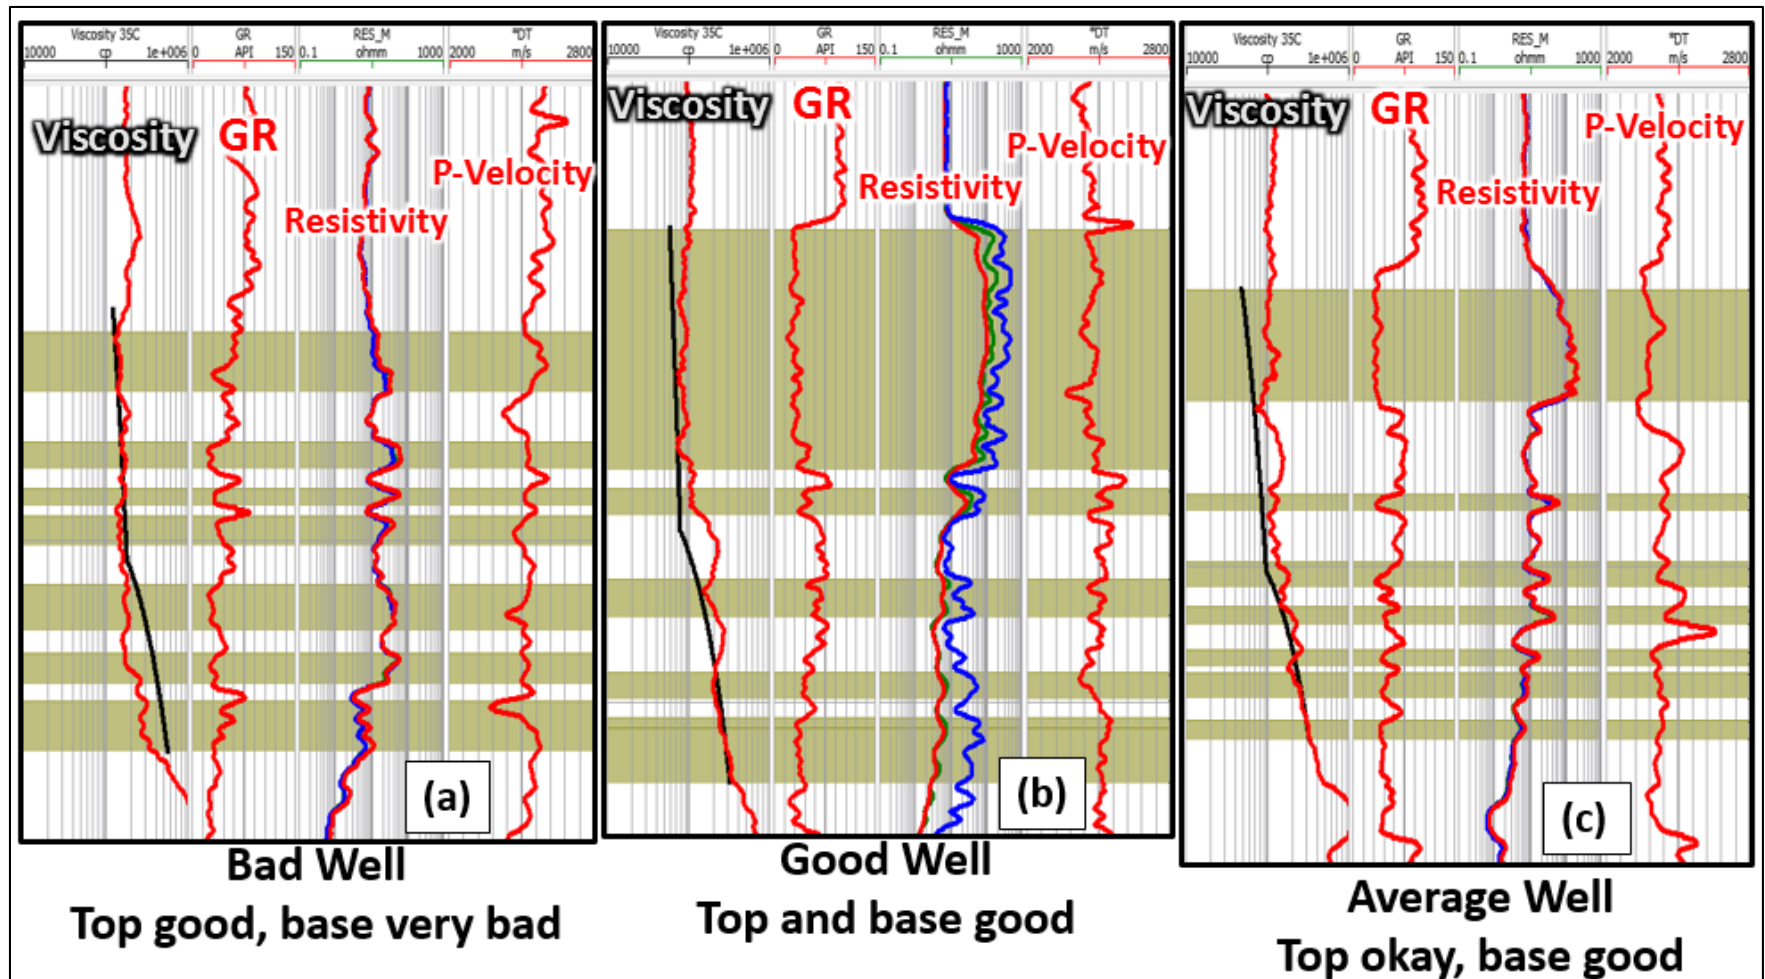 Viscosity 35C GR RES_M "DT
10000 cp 1e+006 0 API 150 0.1 ohmm 1000 2000 m/s 2800
Viscosity
GR
P-Velocity
Resistivity
(a)
Bad Well
Top good, base very bad
Viscosity 35C GR RES_M "DT
10000 cp 1e+006 0 API 150 0.1 ohmm 1000 2000 m/s 2800
Viscosity
GR
P-Velocity
Resistivity
(b)
Good Well
Top and base good
Viscosity 35C GR RES_M "DT
10000 cp 1e+006 0 API 150 0.1 ohmm 1000 2000 m/s 2800
Viscosity
GR
P-Velocity
Resistivity
(c)
Average Well
Top okay, base good